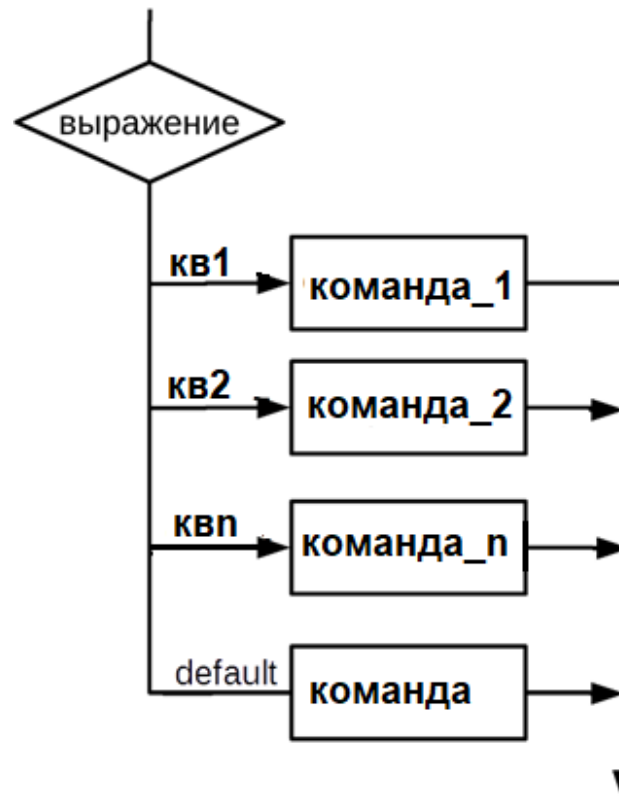 выражение
кв1
команда_1
кв2
команда_2
квn
команда_n
default
команда